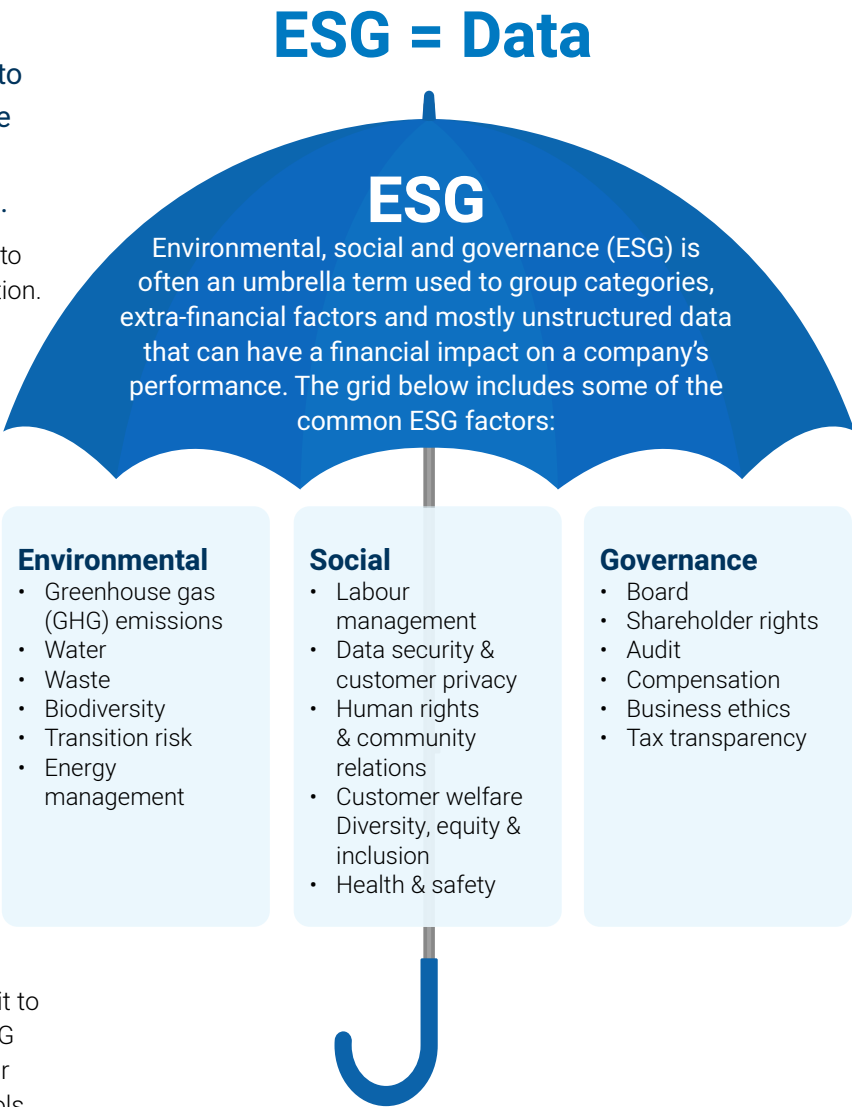 ESG = Data
to
e
.
to
tion.
ESG
Environmental, social and governance (ESG) is
often an umbrella term used to group categories,
extra-financial factors and mostly unstructured data
that can have a financial impact on a company’s
performance. The grid below includes some of the
common ESG factors:
Environmental
• Greenhouse gas
(GHG) emissions
• Water
• Waste
• Biodiversity
• Transition risk
• Energy
management
Social
• Labour
management
• Data security &
customer privacy
• Human rights
& community
relations
• Customer welfare
Diversity, equity &
inclusion
• Health & safety
Governance
• Board
• Shareholder rights
• Audit
• Compensation
• Business ethics
• Tax transparency
it to
G
r